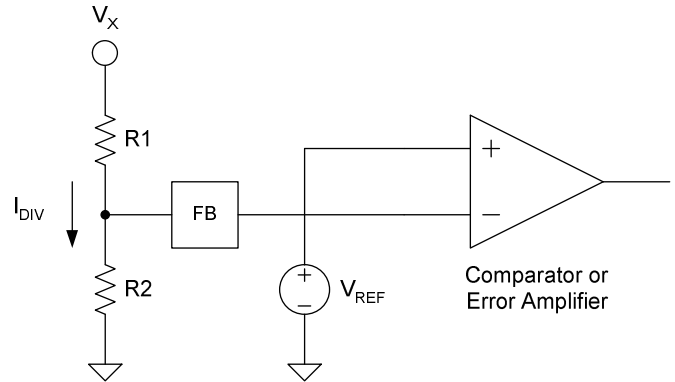 VX
R1
IDIV
FB
R2
+
−
+
−
VREF
Comparator or
Error Amplifier